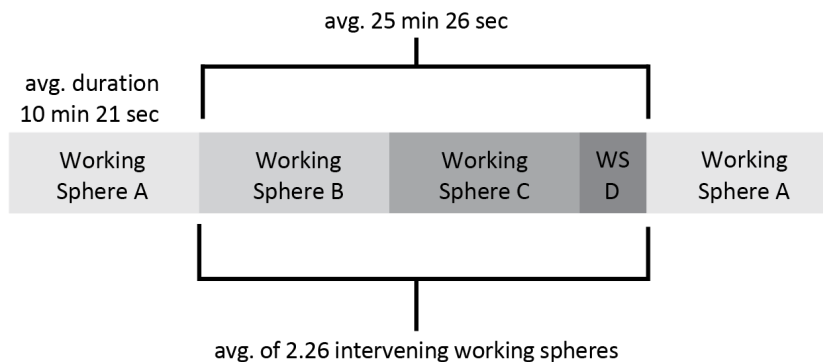 avg. 25 min 26 sec
avg. duration
10 min 21 sec
Working
Sphere A
Working
Sphere B
Working
Sphere C
WS
D
Working
Sphere A
avg. of 2.26 intervening working spheres